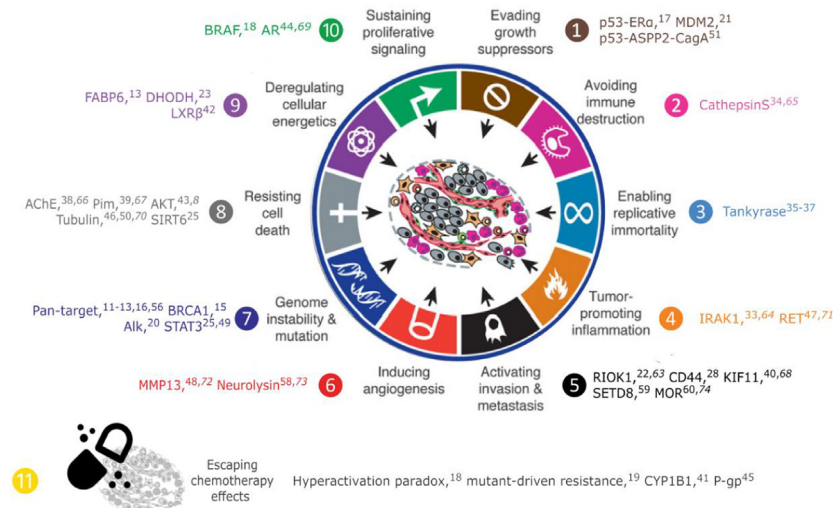 BRAF,18 AR44,69 10
Sustaining
proliferative
signaling
Evading
growth
suppressors
1 p53-ERα,17 MDM2,21
p53-ASPP2-CagA51
FABP6,13 DHODH,23
LXRβ42
9
Deregulating
cellular
energetics
Avoiding
immune
destruction
2 CathepsinS34,65
AChE,38,66 Pim,39,67 AKT,43,8
Tubulin,46,50,70 SIRT625
8
Resisting
cell
death
Enabling
replicative
immortality
3 Tankyrase35-37
Pan-target,11-13,16,56 BRCA1,15
Alk,20 STAT325,49
7
Genome
instability &
mutation
Tumor-
promoting
inflammation
4 IRAK1,33,64 RET47,71
MMP13,48,72 Neurolysin58,73 6
Inducing
angiogenesis
Activating
invasion &
metastasis
5 RIOK1,22,63 CD44,28 KIF11,40,68
SETD8,59 MOR60,74
11
Escaping
chemotherapy
effects
Hyperactivation paradox,18 mutant-driven resistance,19 CYP1B1,41 P-gp45